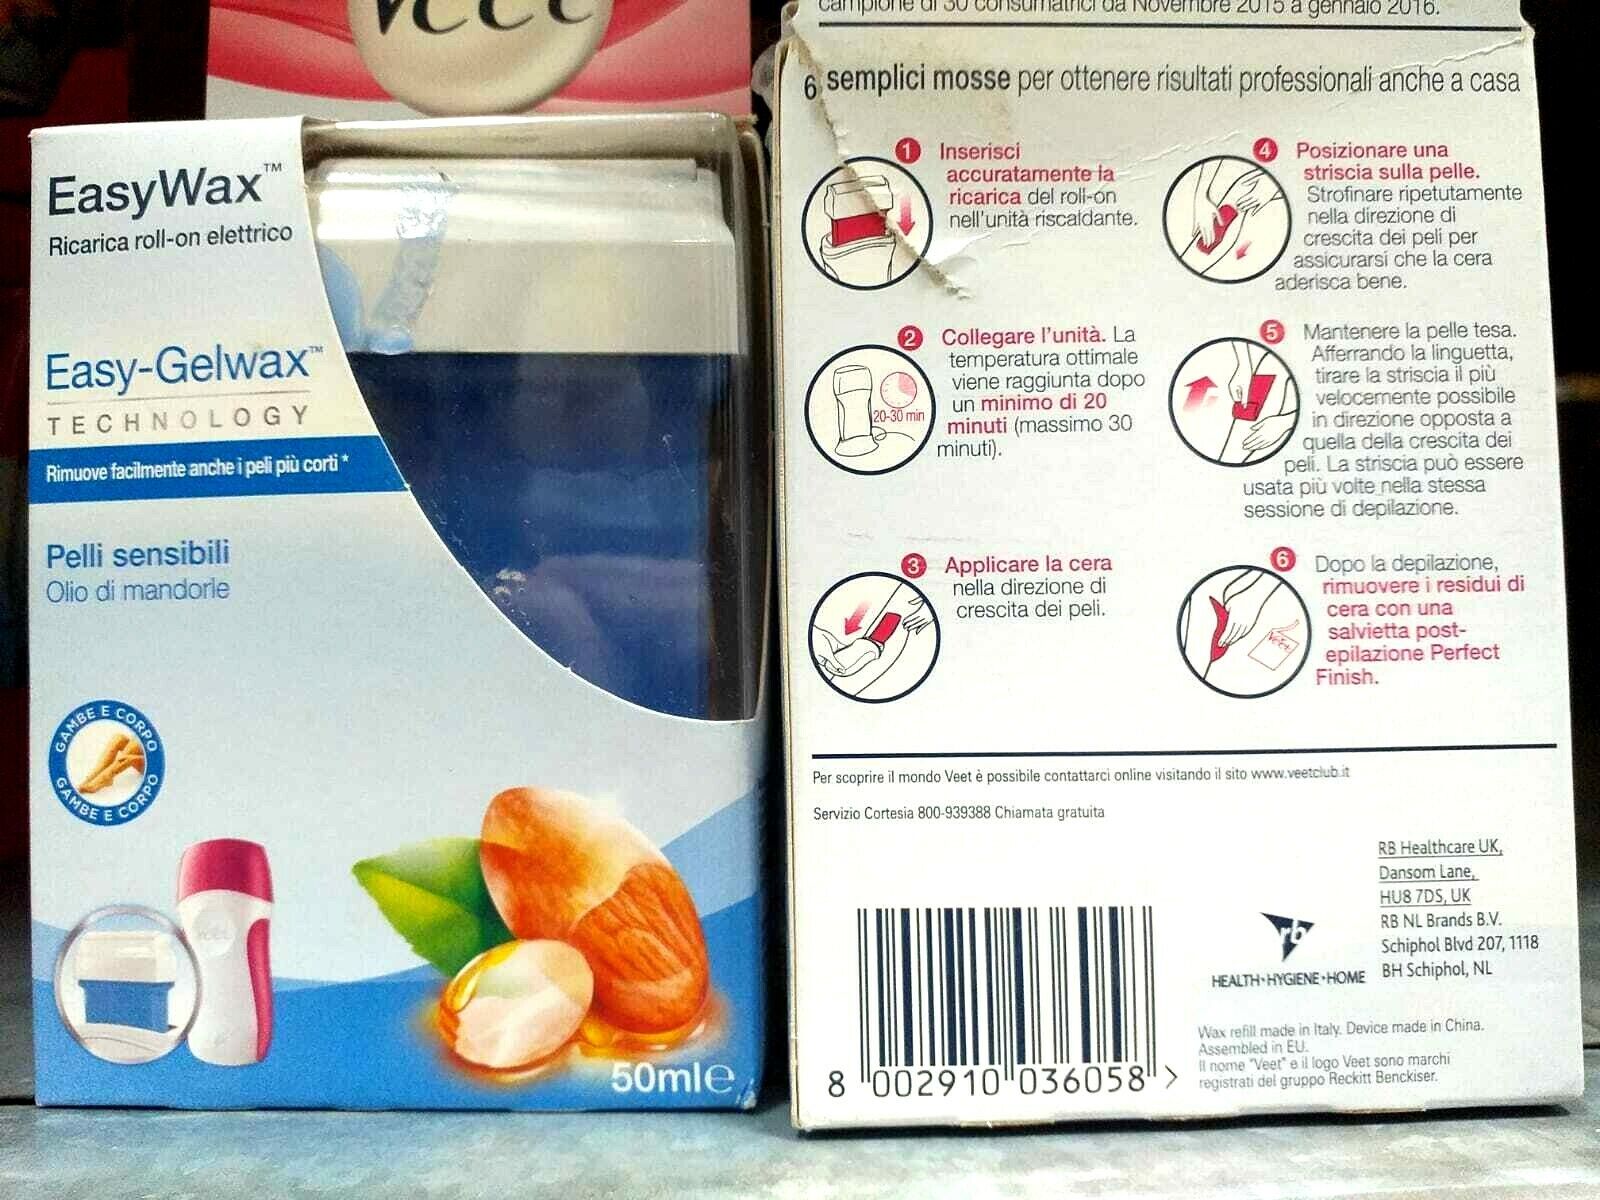 veet
EasyWax™
Ricarica roll-on elettrico
Easy-Gelwax™
TECHNOLOGY
Rimuove facilmente anche i peli più corti *
Pelli sensibili
Olio di mandorle
GAMBE E CORPO
GAMBE E CORPO
veet
50ml e
campione di 30 consumatrici da Novembre 2015 a gennaio 2016.
6 semplici mosse per ottenere risultati professionali anche a casa
1 Inserisci
accuratamente la
ricarica del roll-on
nell'unità riscaldante.
2 Collegare l'unità. La
temperatura ottimale
viene raggiunta dopo
un minimo di 20
minuti (massimo 30
minuti).
20-30 min
3 Applicare la cera
nella direzione di
crescita dei peli.
4 Posizionare una
striscia sulla pelle.
Strofinare ripetutamente
nella direzione di
crescita dei peli per
assicurarsi che la cera
aderisca bene.
5 Mantenere la pelle tesa.
Afferrando la linguetta,
tirare la striscia il più
velocemente possibile
in direzione opposta a
quella della crescita dei
peli. La striscia può essere
usata più volte nella stessa
sessione di depilazione.
6 Dopo la depilazione,
rimuovere i residui di
cera con una
salvietta post-
epilazione Perfect
Finish.
Veet
Per scoprire il mondo Veet è possibile contattarci online visitando il sito www.veetclub.it
Servizio Cortesia 800-939388 Chiamata gratuita
8 002910 036058 >
rb
HEALTH•HYGIENE•HOME
RB Healthcare UK,
Dansom Lane,
HU8 7DS, UK
RB NL Brands B.V.
Schiphol Blvd 207, 1118
BH Schiphol, NL
Wax refill made in Italy. Device made in China.
Assembled in EU.
Il nome "Veet" e il logo Veet sono marchi
registrati del gruppo Reckitt Benckiser.